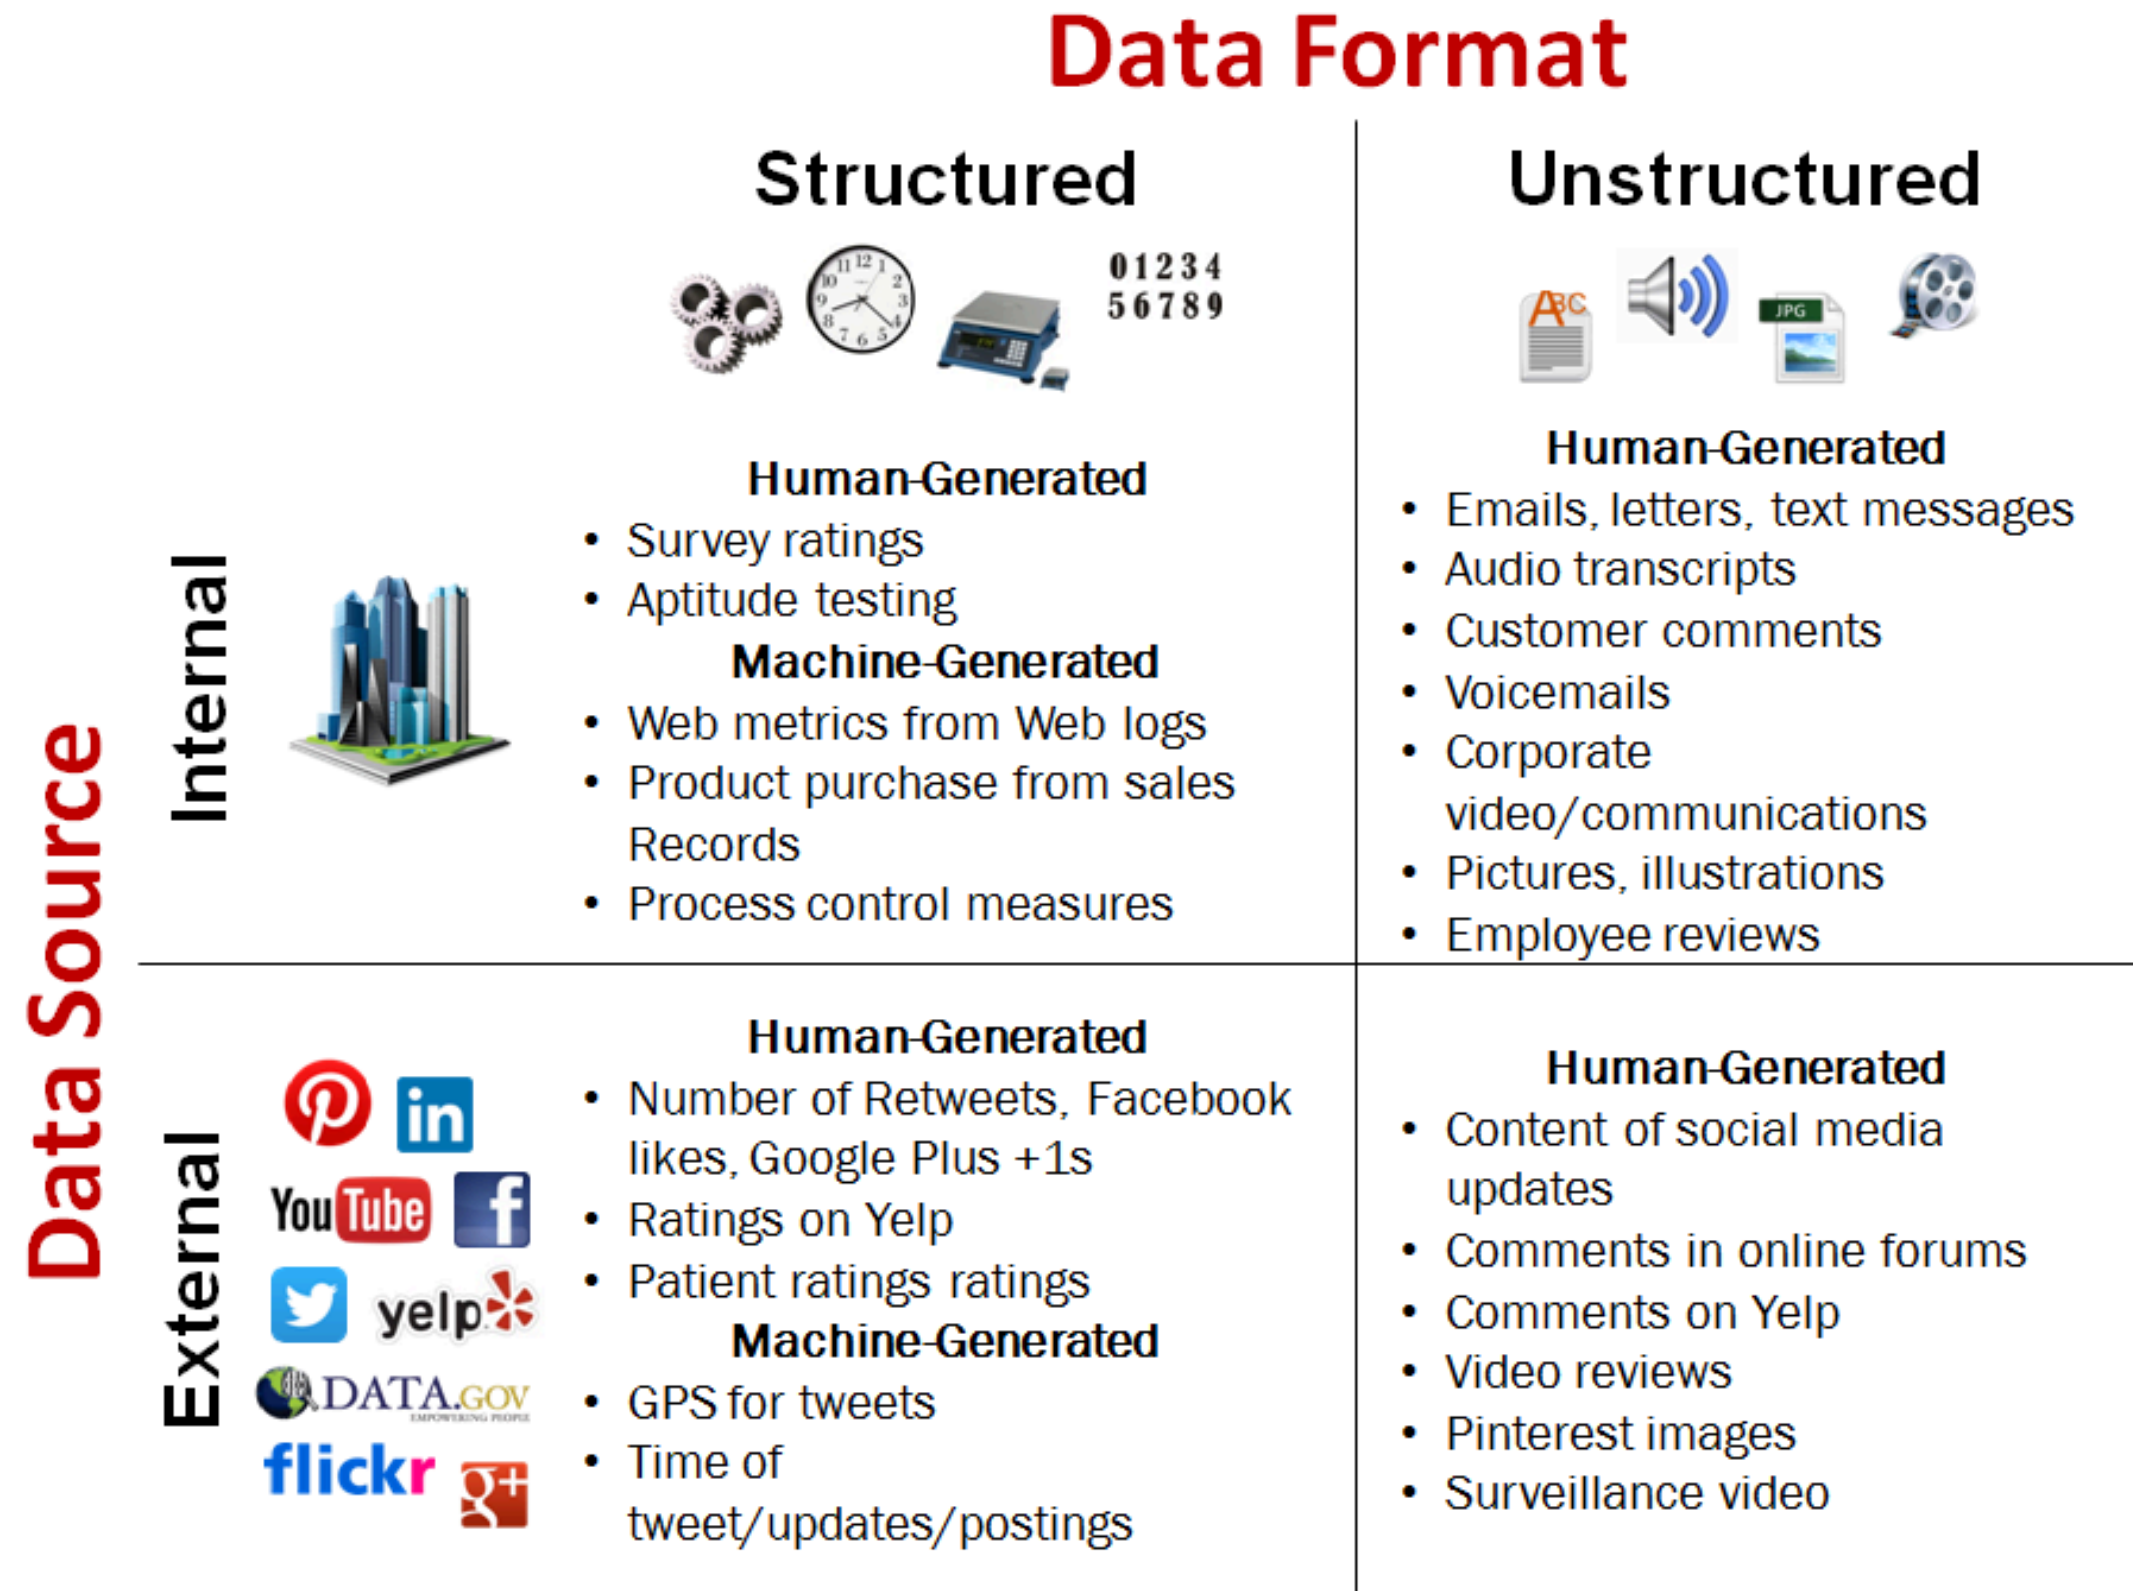 Data Format
Structured
Unstructured
01234
56789
ABC
JPG
Data Source
Internal
Human-Generated
• Survey ratings
• Aptitude testing
Machine-Generated
• Web metrics from Web logs
• Product purchase from sales
Records
• Process control measures
Human-Generated
• Emails, letters, text messages
• Audio transcripts
• Customer comments
• Voicemails
• Corporate
video/communications
• Pictures, illustrations
• Employee reviews
External
in
YouTube
f
yelp
DATA.GOV
EMPOWERING PEOPLE
flickr
g+
Human-Generated
• Number of Retweets, Facebook
likes, Google Plus +1s
• Ratings on Yelp
• Patient ratings ratings
Machine-Generated
• GPS for tweets
• Time of
tweet/updates/postings
Human-Generated
• Content of social media
updates
• Comments in online forums
• Comments on Yelp
• Video reviews
• Pinterest images
• Surveillance video